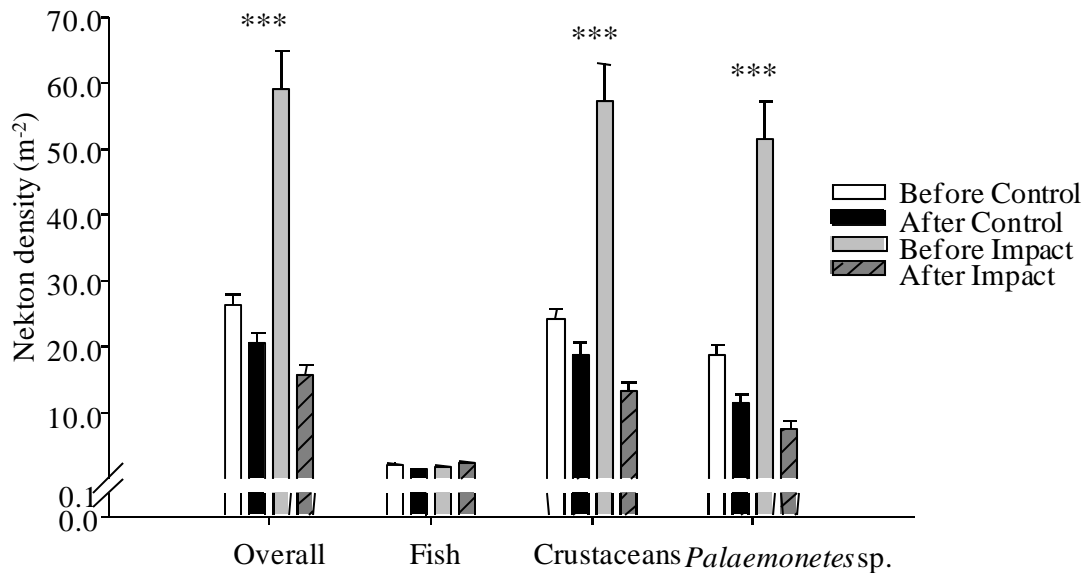 70.0
60.0
50.0
40.0
30.0
20.0
10.0
0.1
0.0
Nekton density (m-2)
***
***
***
Before Control
After Control
Before Impact
After Impact
Overall
Fish
Crustaceans
Palaemonetes sp.